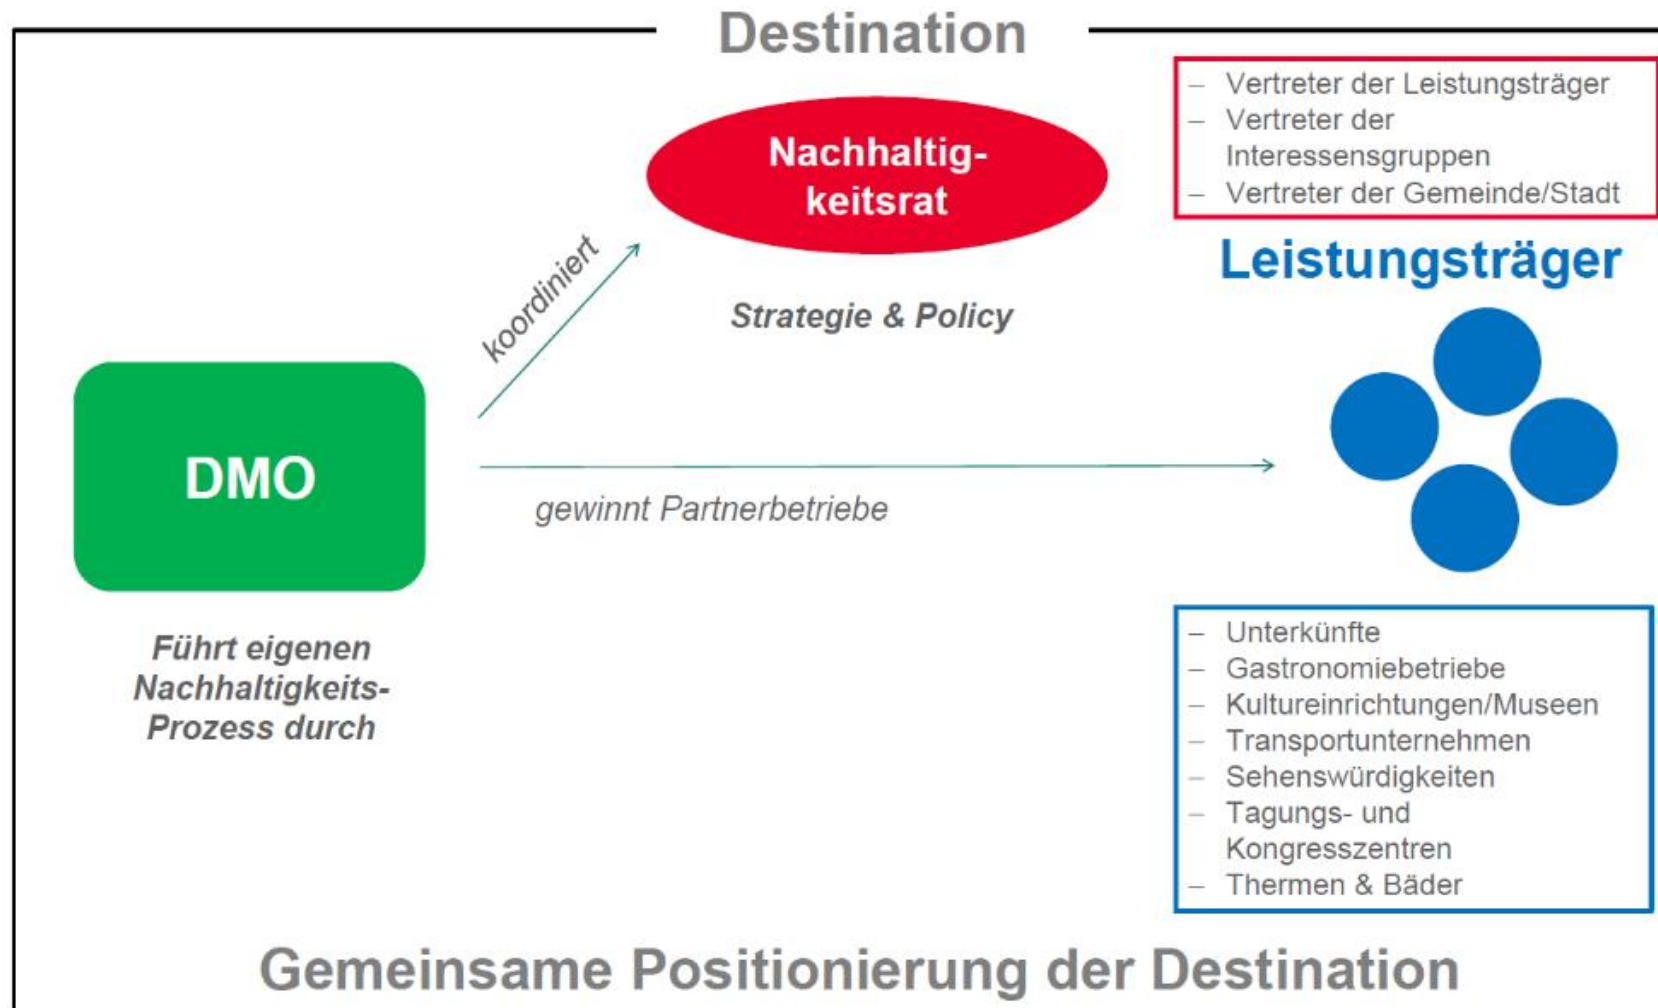 Destination
– Vertreter der Leistungsträger
– Vertreter der
Interessensgruppen
– Vertreter der Gemeinde/Stadt
Nachhaltig-
keitsrat
Strategie & Policy
koordiniert
Leistungsträger
DMO
gewinnt Partnerbetriebe
Führt eigenen
Nachhaltigkeits-
Prozess durch
– Unterkünfte
– Gastronomiebetriebe
– Kultureinrichtungen/Museen
– Transportunternehmen
– Sehenswürdigkeiten
– Tagungs- und
Kongresszentren
– Thermen & Bäder
Gemeinsame Positionierung der Destination